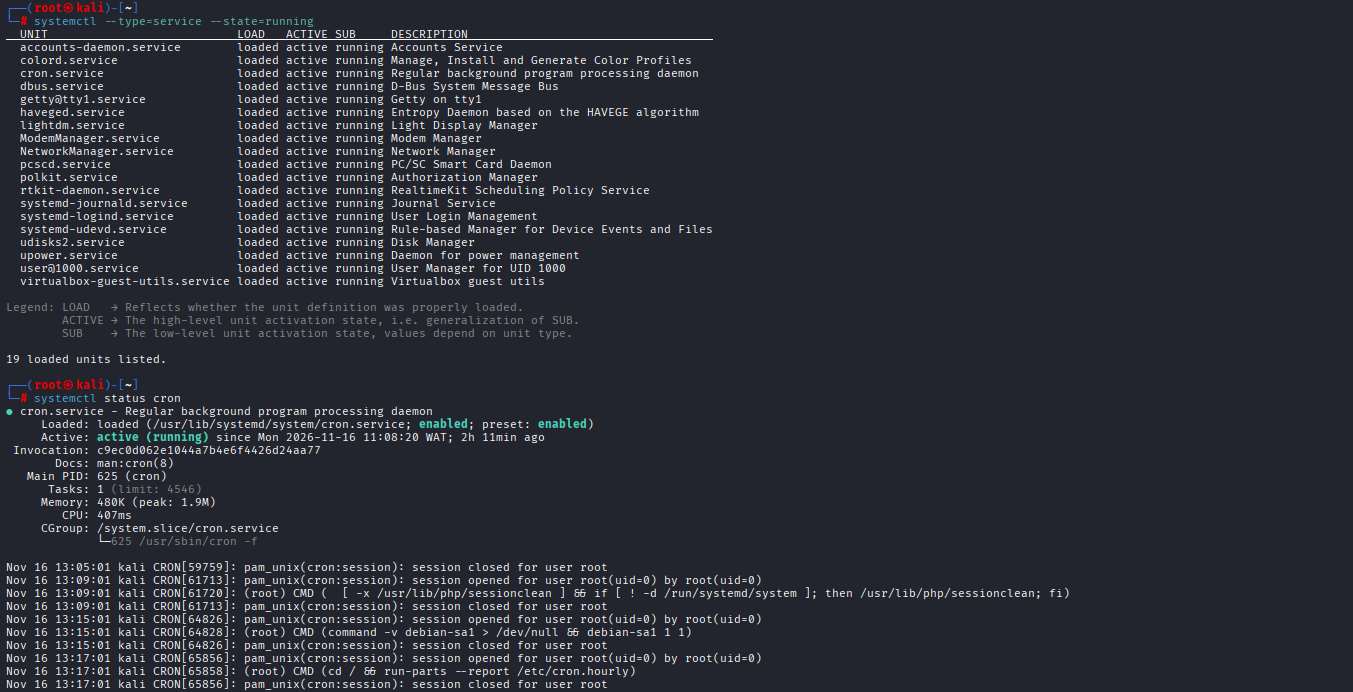 ┌──(root㉿kali)-[~]
└─# systemctl --type=service --state=running
  UNIT                           LOAD   ACTIVE SUB     DESCRIPTION
  accounts-daemon.service        loaded active running Accounts Service
  colord.service                 loaded active running Manage, Install and Generate Color Profiles
  cron.service                   loaded active running Regular background program processing daemon
  dbus.service                   loaded active running D-Bus System Message Bus
  getty@tty1.service             loaded active running Getty on tty1
  haveged.service                loaded active running Entropy Daemon based on the HAVEGE algorithm
  lightdm.service                loaded active running Light Display Manager
  ModemManager.service           loaded active running Modem Manager
  NetworkManager.service         loaded active running Network Manager
  pcscd.service                  loaded active running PC/SC Smart Card Daemon
  polkit.service                 loaded active running Authorization Manager
  rtkit-daemon.service           loaded active running RealtimeKit Scheduling Policy Service
  systemd-journald.service       loaded active running Journal Service
  systemd-logind.service         loaded active running User Login Management
  systemd-udevd.service          loaded active running Rule-based Manager for Device Events and Files
  udisks2.service                loaded active running Disk Manager
  upower.service                 loaded active running Daemon for power management
  user@1000.service              loaded active running User Manager for UID 1000
  virtualbox-guest-utils.service loaded active running Virtualbox guest utils

Legend: LOAD   → Reflects whether the unit definition was properly loaded.
        ACTIVE → The high-level unit activation state, i.e. generalization of SUB.
        SUB    → The low-level unit activation state, values depend on unit type.

19 loaded units listed.

┌──(root㉿kali)-[~]
└─# systemctl status cron
● cron.service - Regular background program processing daemon
     Loaded: loaded (/usr/lib/systemd/system/cron.service; enabled; preset: enabled)
     Active: active (running) since Mon 2026-11-16 11:08:20 WAT; 2h 11min ago
 Invocation: c9ec0d062e1044a7b4e6f4426d24aa77
       Docs: man:cron(8)
   Main PID: 625 (cron)
      Tasks: 1 (limit: 4546)
     Memory: 480K (peak: 1.9M)
        CPU: 407ms
     CGroup: /system.slice/cron.service
             └─625 /usr/sbin/cron -f

Nov 16 13:05:01 kali CRON[59759]: pam_unix(cron:session): session closed for user root
Nov 16 13:09:01 kali CRON[61713]: pam_unix(cron:session): session opened for user root(uid=0) by root(uid=0)
Nov 16 13:09:01 kali CRON[61720]: (root) CMD (  [ -x /usr/lib/php/sessionclean ] && if [ ! -d /run/systemd/system ]; then /usr/lib/php/sessionclean; fi)
Nov 16 13:09:01 kali CRON[61713]: pam_unix(cron:session): session closed for user root
Nov 16 13:15:01 kali CRON[64826]: pam_unix(cron:session): session opened for user root(uid=0) by root(uid=0)
Nov 16 13:15:01 kali CRON[64828]: (root) CMD (command -v debian-sa1 > /dev/null && debian-sa1 1 1)
Nov 16 13:15:01 kali CRON[64826]: pam_unix(cron:session): session closed for user root
Nov 16 13:17:01 kali CRON[65856]: pam_unix(cron:session): session opened for user root(uid=0) by root(uid=0)
Nov 16 13:17:01 kali CRON[65858]: (root) CMD (cd / && run-parts --report /etc/cron.hourly)
Nov 16 13:17:01 kali CRON[65856]: pam_unix(cron:session): session closed for user root